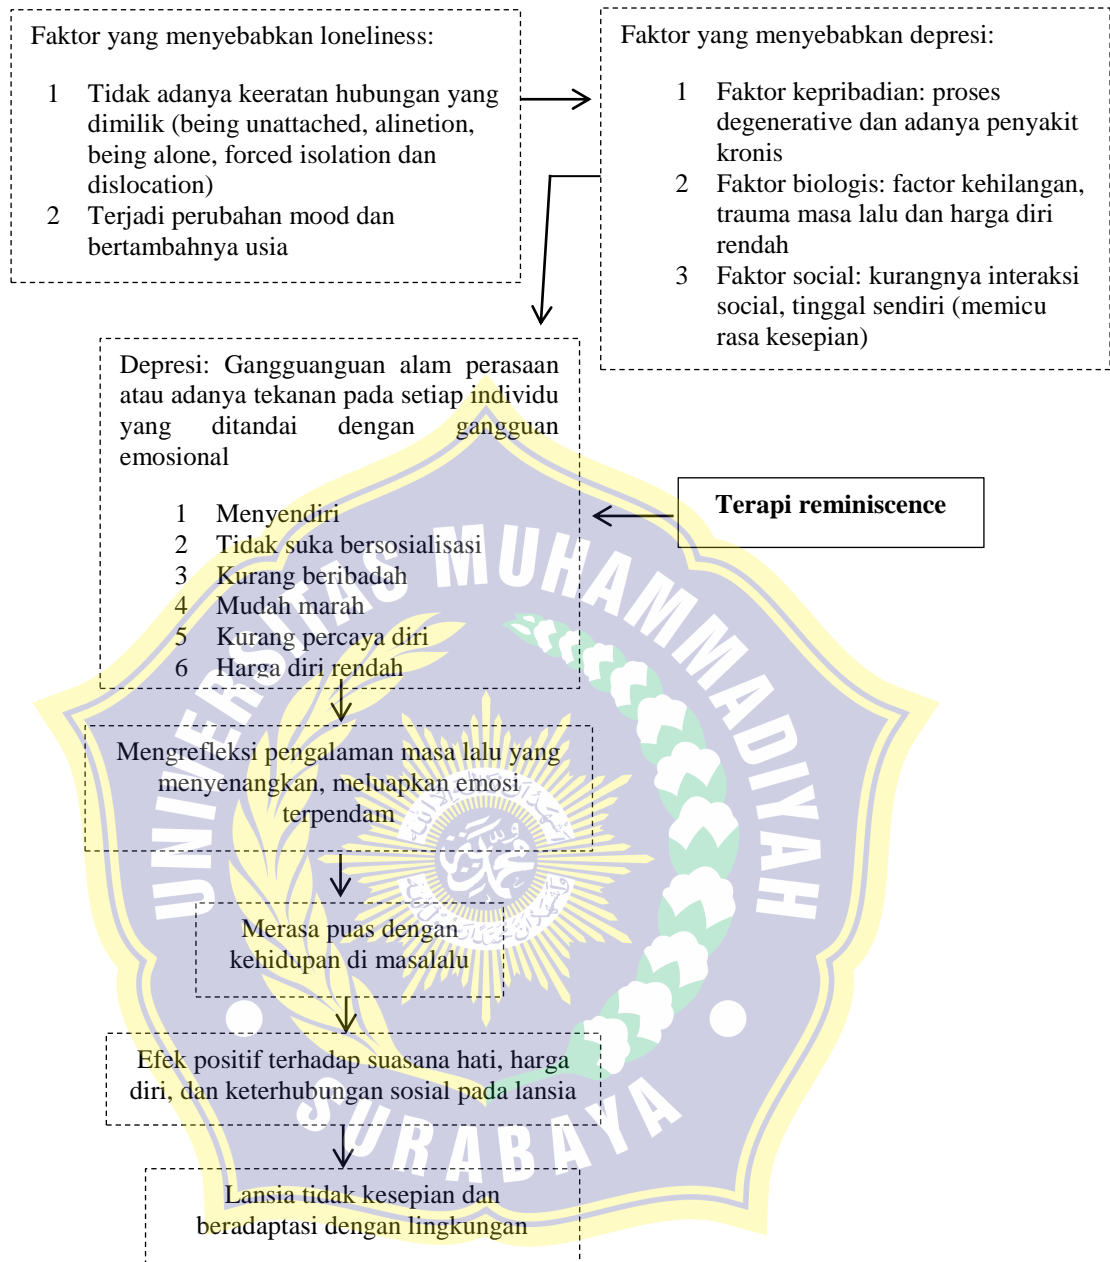 Faktor yang menyebabkan loneliness:
1 Tidak adanya keeratan hubungan yang
dimilik (being unattached, alinetion,
being alone, forced isolation dan
dislocation)
2 Terjadi perubahan mood dan
bertambahnya usia
Faktor yang menyebabkan depresi:
1 Faktor kepribadian: proses
degenerative dan adanya penyakit
kronis
2 Faktor biologis: factor kehilangan,
trauma masa lalu dan harga diri
rendah
3 Faktor social: kurangnya interaksi
social, tinggal sendiri (memicu
rasa kesepian)
Depresi: Gangguanguan alam perasaan
atau adanya tekanan pada setiap individu
yang ditandai dengan gangguan
emosional
1 Menyendiri
2 Tidak suka bersosialisasi
3 Kurang beribadah
4 Mudah marah
5 Kurang percaya diri
6 Harga diri rendah
Terapi reminiscence
Mengrefleksi pengalaman masa lalu yang
menyenangkan, meluapkan emosi
terpendam
Merasa puas dengan
kehidupan di masalalu
Efek positif terhadap suasana hati, harga
diri, dan keterhubungan sosial pada lansia
Lansia tidak kesepian dan
beradaptasi dengan lingkungan
UNIVERSITAS MUHAMMADIYAH
SURABAYA